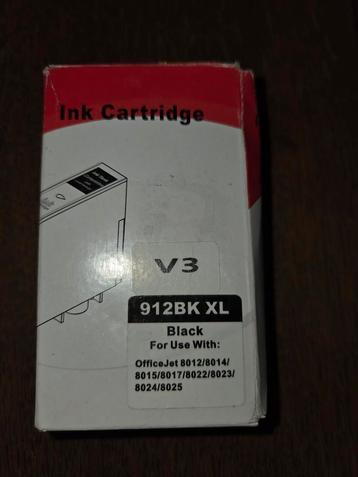 Ink Cartridge
V3
912BK XL
Black
For Use With:
OfficeJet 8012/8014/
8015/8017/8022/8023/
8024/8025